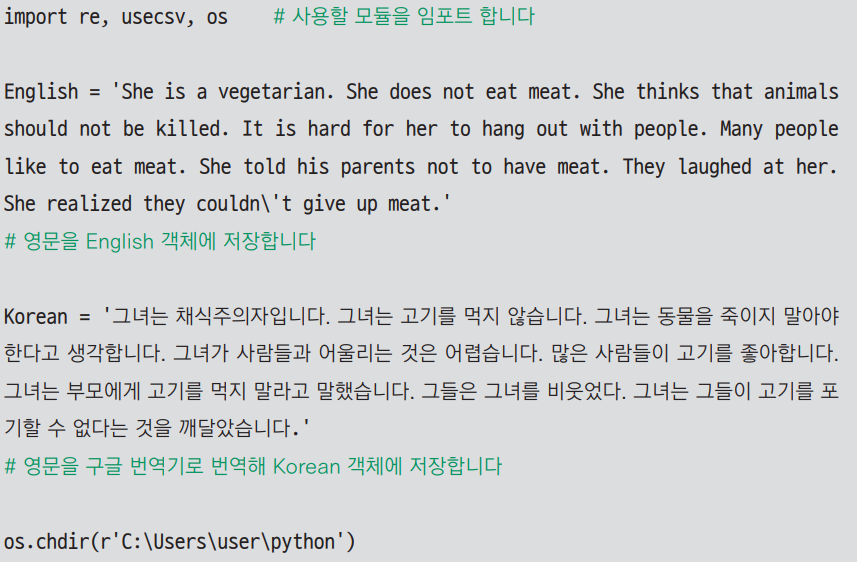 import re, usecsv, os    # 사용할 모듈을 임포트 합니다
English = 'She is a vegetarian. She does not eat meat. She thinks that animals
should not be killed. It is hard for her to hang out with people. Many people
like to eat meat. She told his parents not to have meat. They laughed at her.
She realized they couldn\'t give up meat.'
# 영문을 English 객체에 저장합니다
Korean = '그녀는 채식주의자입니다. 그녀는 고기를 먹지 않습니다. 그녀는 동물을 죽이지 말아야
한다고 생각합니다. 그녀가 사람들과 어울리는 것은 어렵습니다. 많은 사람들이 고기를 좋아합니다.
그녀는 부모에게 고기를 먹지 말라고 말했습니다. 그들은 그녀를 비웃었다. 그녀는 그들이 고기를 포
기할 수 없다는 것을 깨달았습니다.'
# 영문을 구글 번역기로 번역해 Korean 객체에 저장합니다
os.chdir(r'C:\Users\user\python')